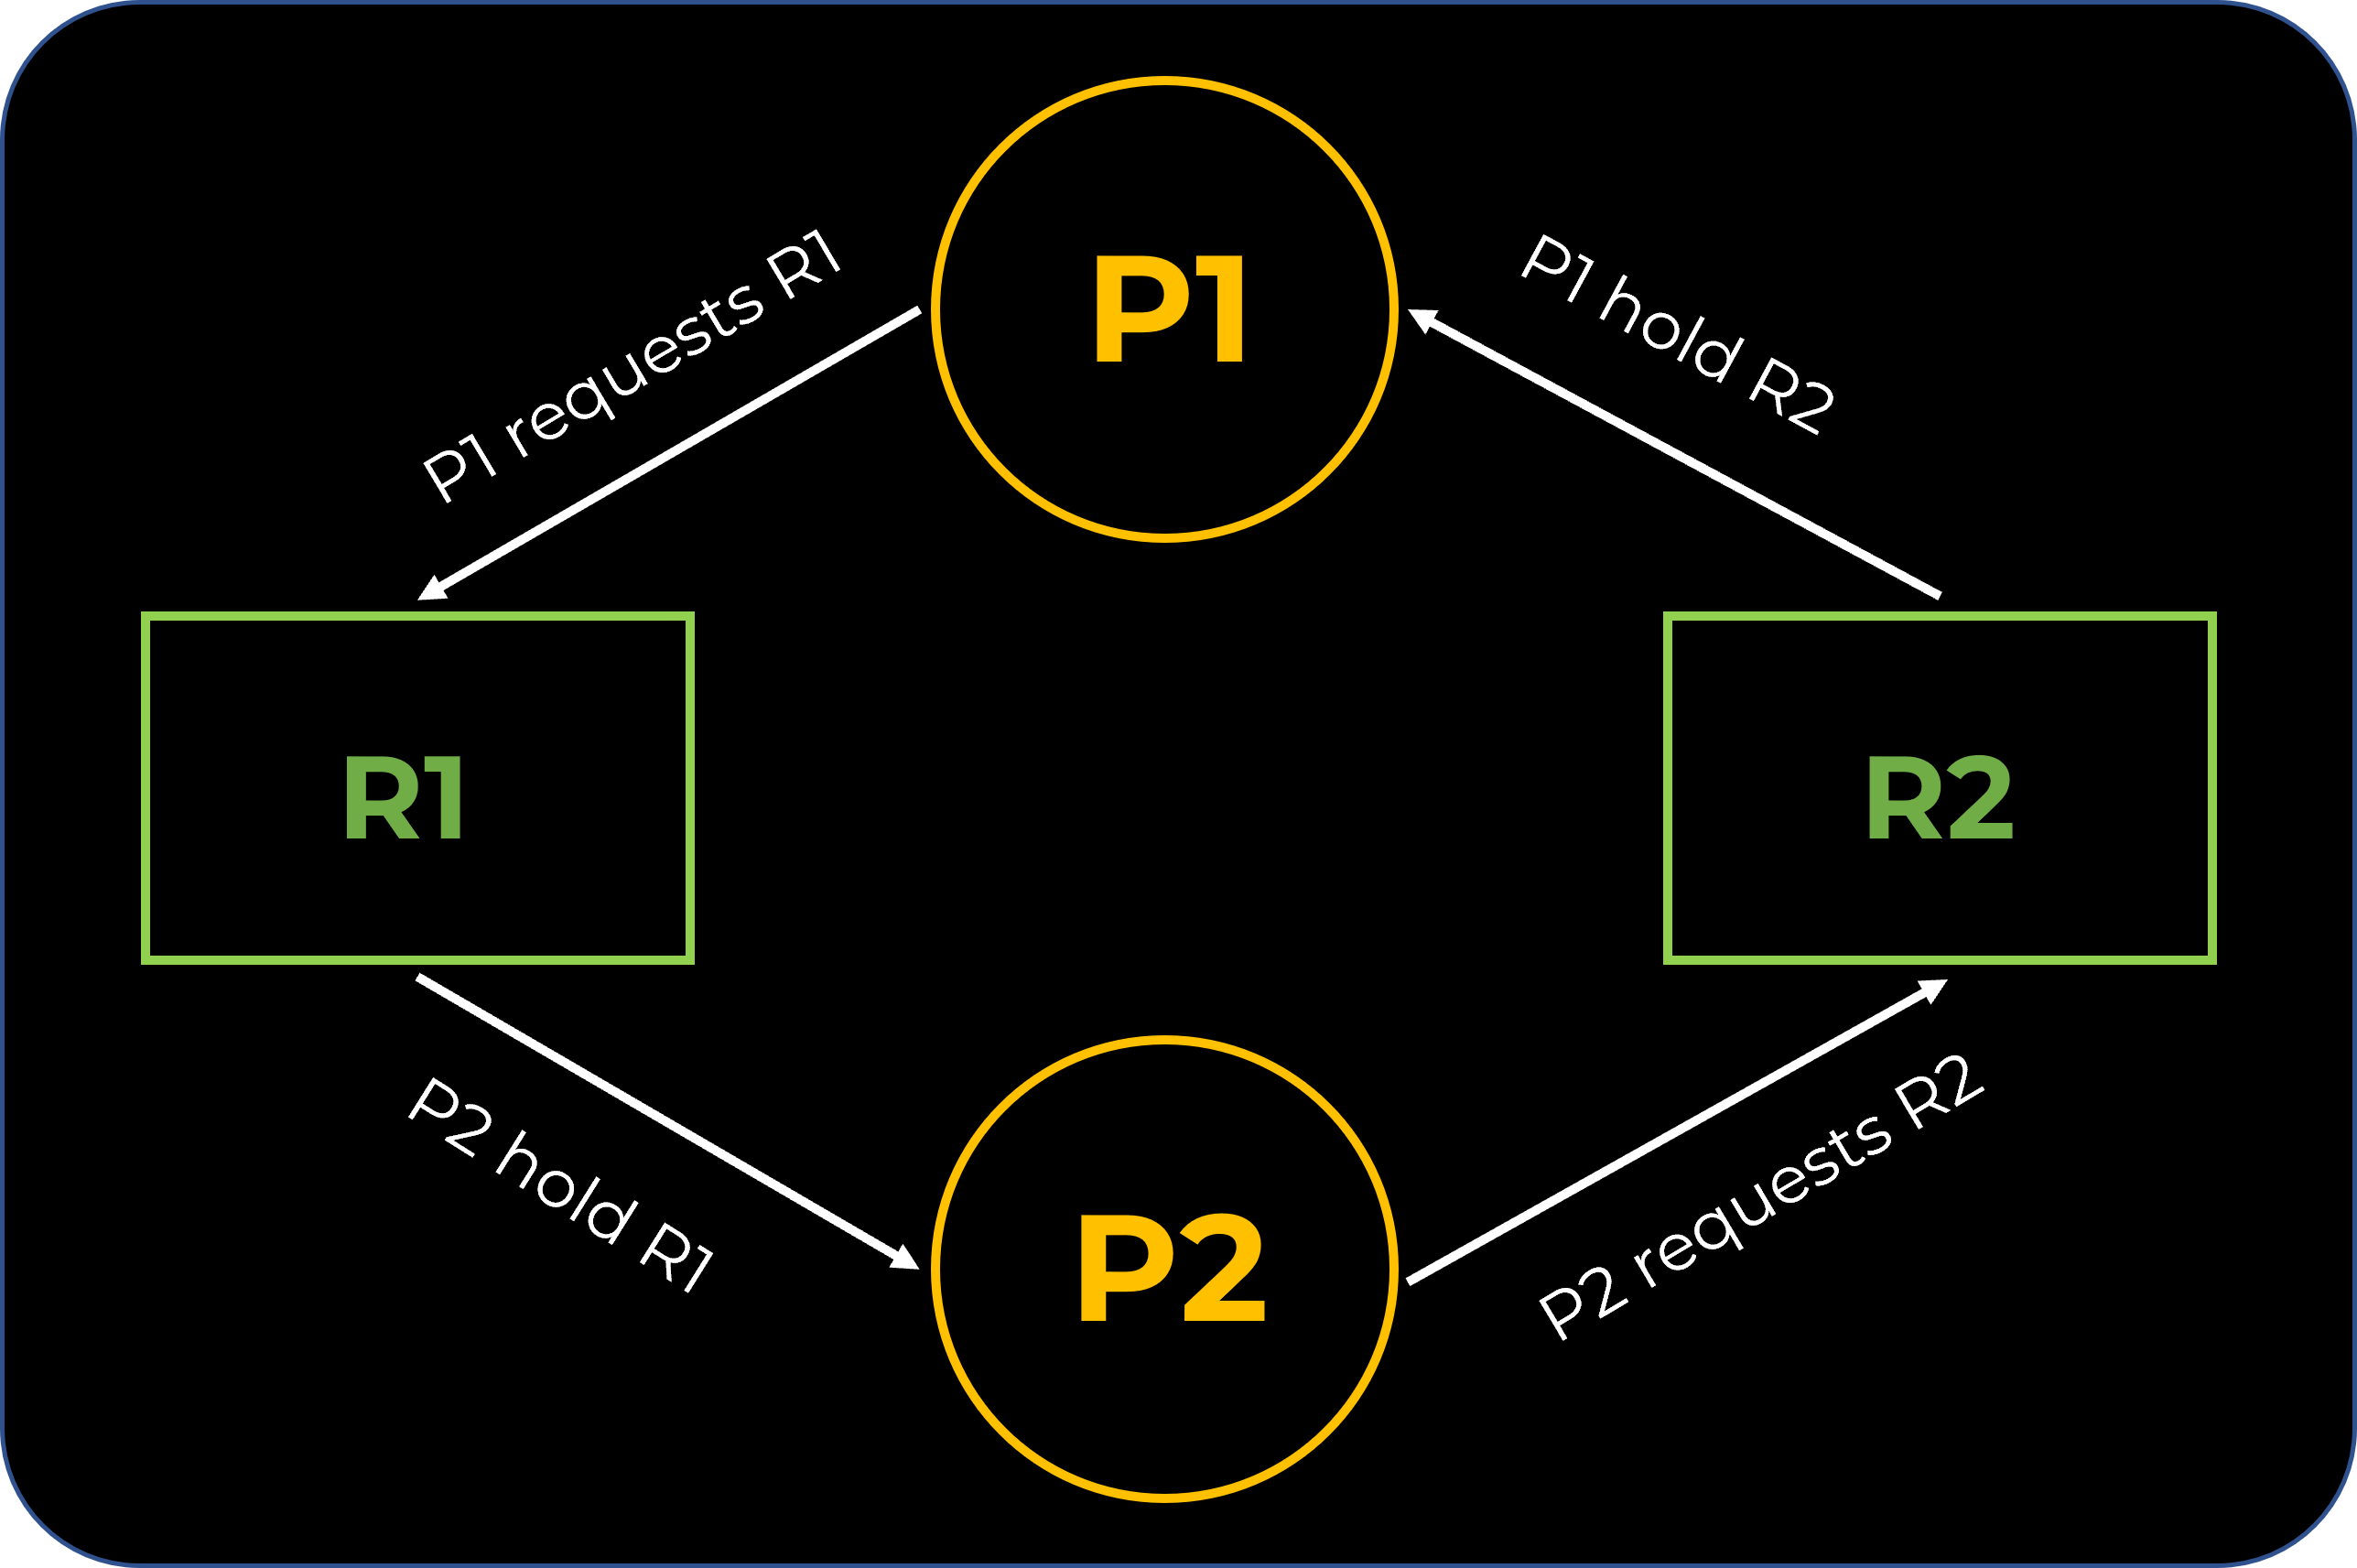 P1
P1 requests R1
P1 hold R2
R1
R2
P2 hold R1
P2 requests R2
P2